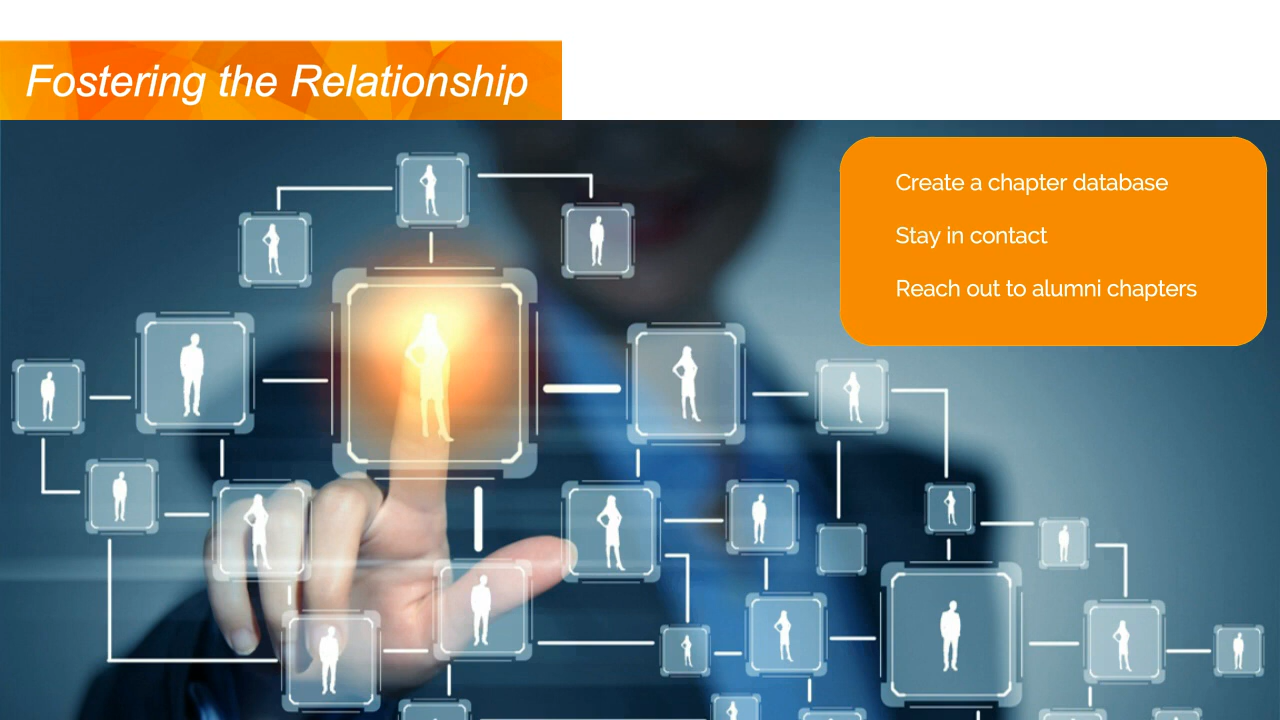 Fostering the Relationship
Create a chapter database
Stay in contact
Reach out to alumni chapters